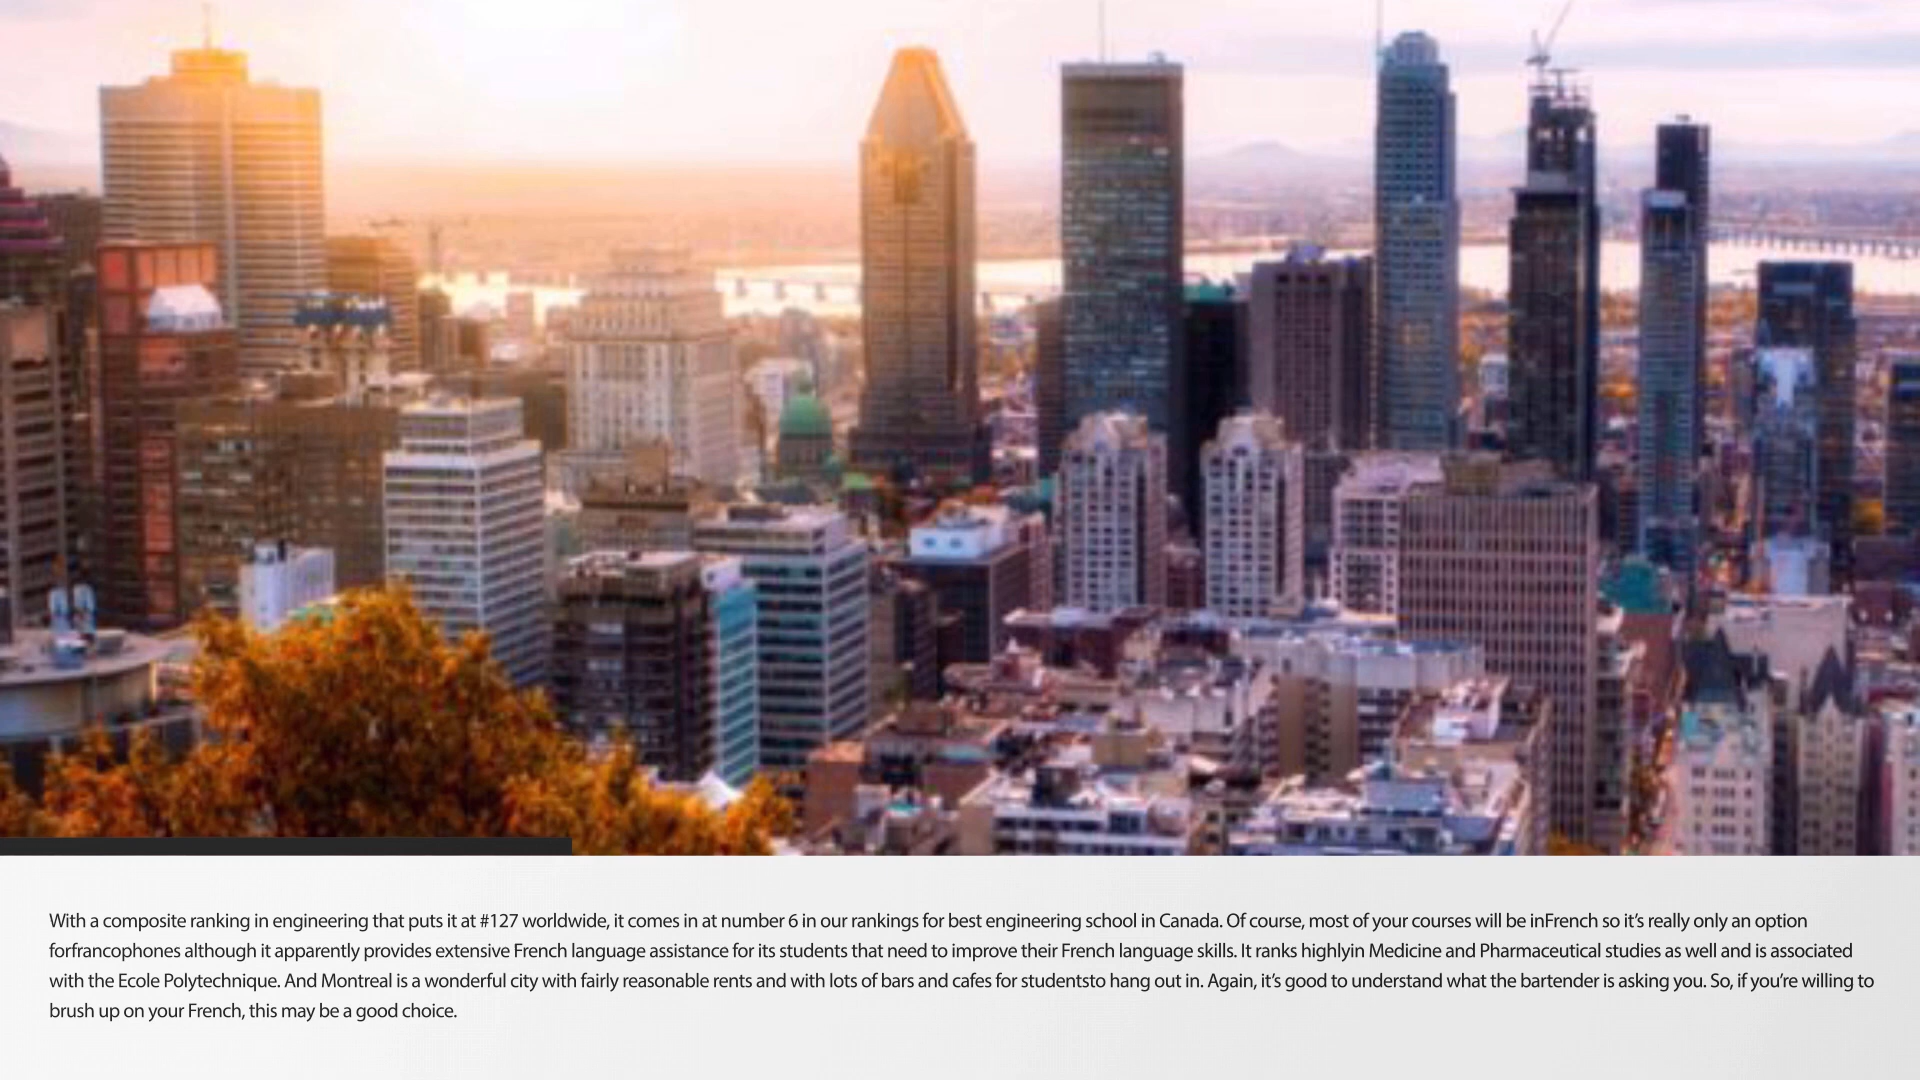 With a composite ranking in engineering that puts it at #127 worldwide, it comes in at number 6 in our rankings for best engineering school in Canada. Of course, most of your courses will be inFrench so it’s really only an option
forfrancophones although it apparently provides extensive French language assistance for its students that need to improve their French language skills. It ranks highlyin Medicine and Pharmaceutical studies as well and is associated
with the Ecole Polytechnique. And Montreal is a wonderful city with fairly reasonable rents and with lots of bars and cafes for studentsto hang out in. Again, it’s good to understand what the bartender is asking you. So, if you’re willing to
brush up on your French, this may be a good choice.